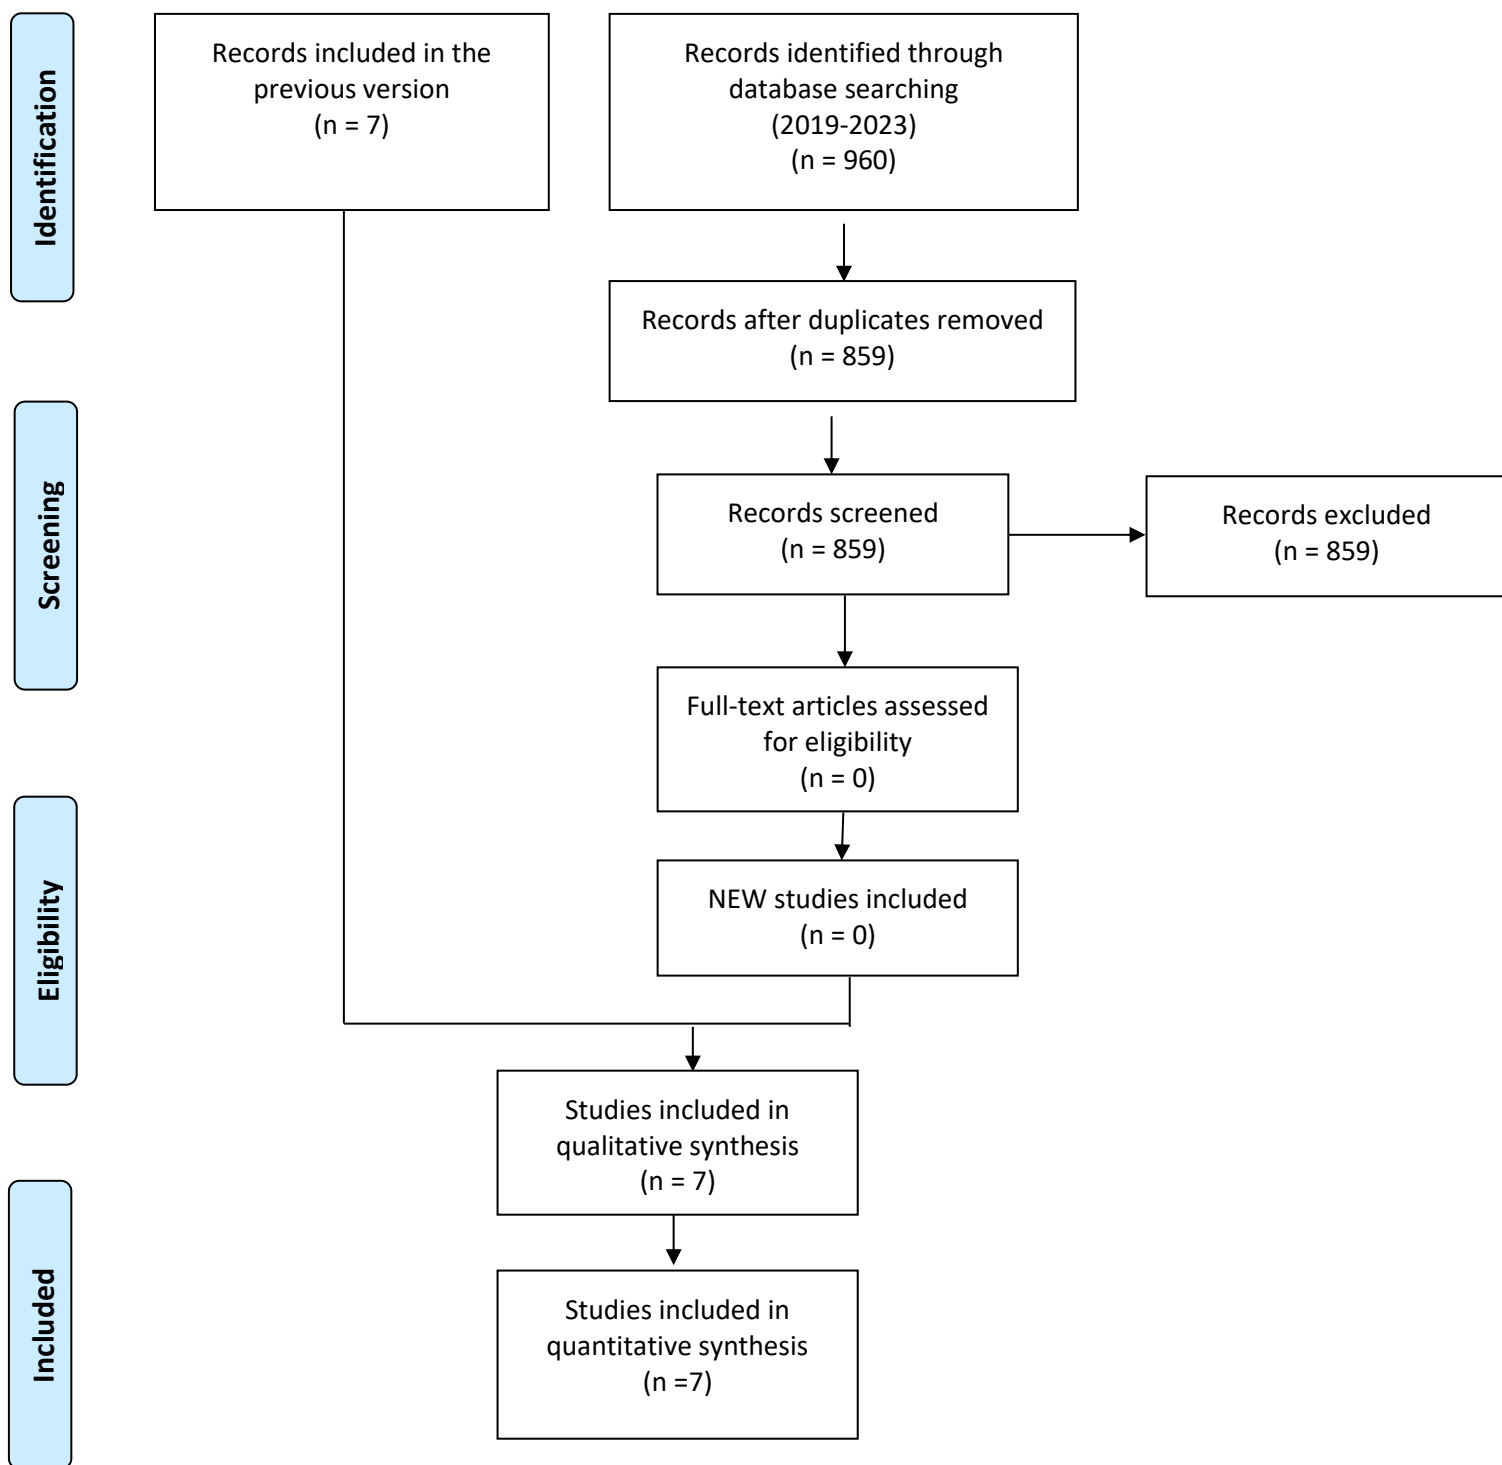 Identification
Records included in the
previous version
(n = 7)
Records identified through
database searching
(2019-2023)
(n = 960)
Records after duplicates removed
(n = 859)
Screening
Records screened
(n = 859)
Records excluded
(n = 859)
Full-text articles assessed
for eligibility
(n = 0)
Eligibility
NEW studies included
(n = 0)
Studies included in
qualitative synthesis
(n = 7)
Included
Studies included in
quantitative synthesis
(n =7)